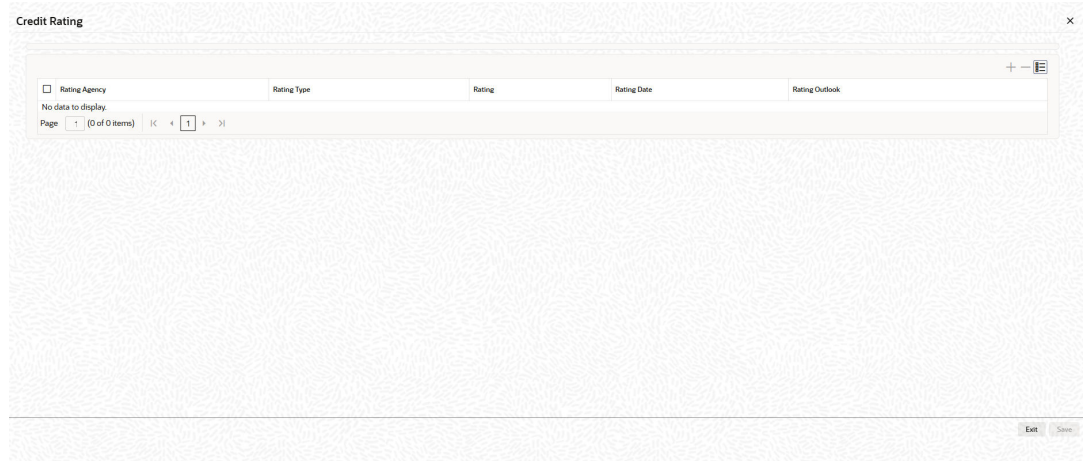 Credit Rating
Rating Agency Rating Type Rating Rating Date Rating Outlook
No data to display.
Page 1 (0 of 0 items) 1
Exit Save